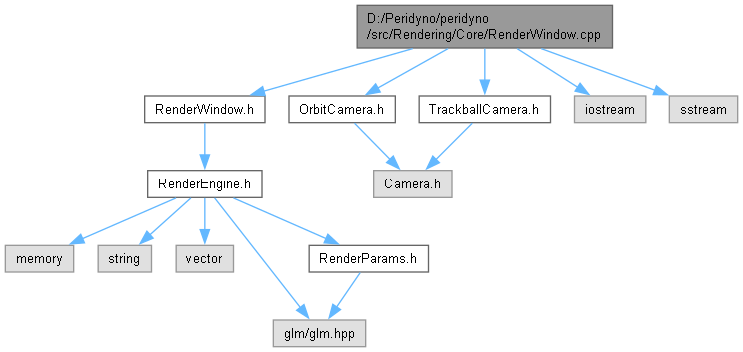 D:/Peridyno/peridyno
/src/Rendering/Core/RenderWindow.cpp
RenderWindow.h
OrbitCamera.h
TrackballCamera.h
iostream
sstream
RenderEngine.h
Camera.h
memory
string
vector
RenderParams.h
glm/glm.hpp